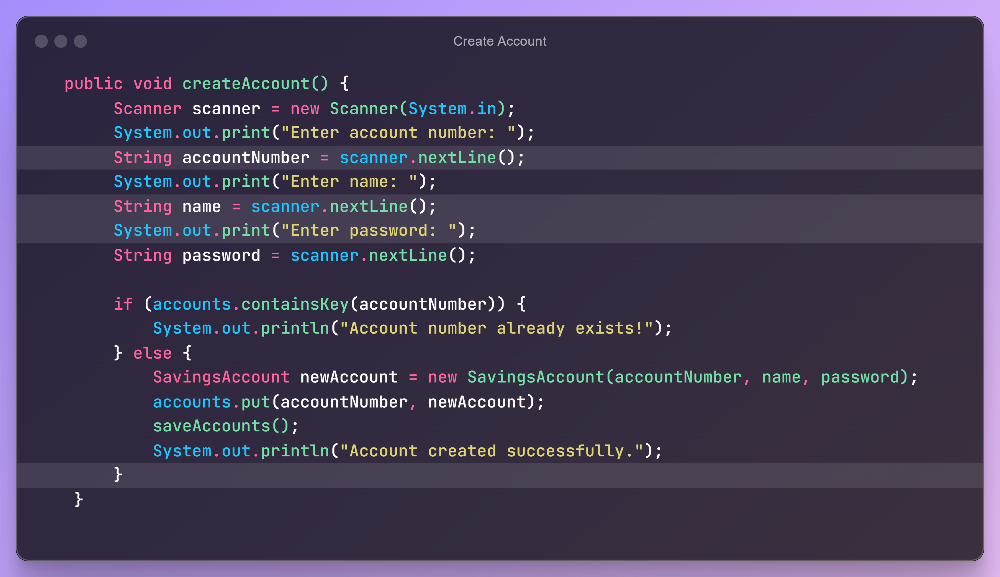 Create Account
public void createAccount() {
Scanner scanner = new Scanner(System.in);
System.out.print("Enter account number: ");
String accountNumber = scanner.nextLine();
System.out.print("Enter name: ");
String name = scanner.nextLine();
System.out.print("Enter password: ");
String password = scanner.nextLine();
if (accounts.containsKey(accountNumber)) {
System.out.println("Account number already exists!");
} else {
SavingsAccount newAccount = new SavingsAccount(accountNumber, name, password);
accounts.put(accountNumber, newAccount);
saveAccounts();
System.out.println("Account created successfully.");
}
}